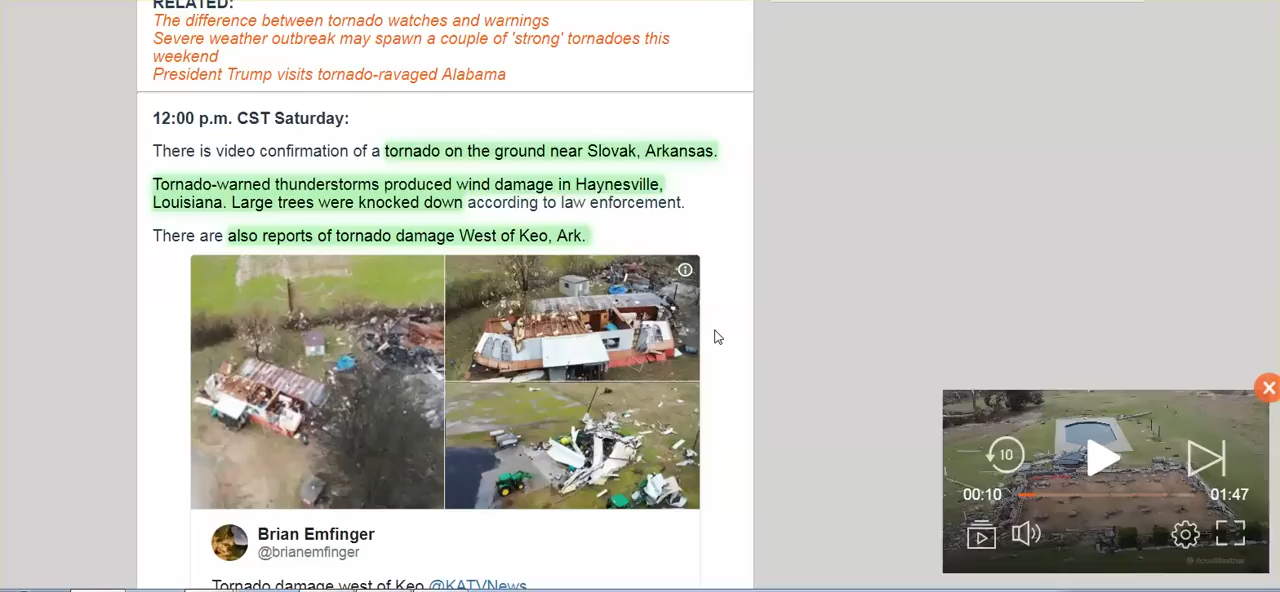 RELATED:
The difference between tornado watches and warnings
Severe weather outbreak may spawn a couple of 'strong' tornadoes this
weekend
President Trump visits tornado-ravaged Alabama
12:00 p.m. CST Saturday:
There is video confirmation of a tornado on the ground near Slovak, Arkansas.
Tornado-warned thunderstorms produced wind damage in Haynesville,
Louisiana. Large trees were knocked down according to law enforcement.
There are also reports of tornado damage West of Keo, Ark.
Brian Emfinger
@brianemfinger
Tornado damage west of Keo @KATVNews
10
00:10
01:47
AccuWeather